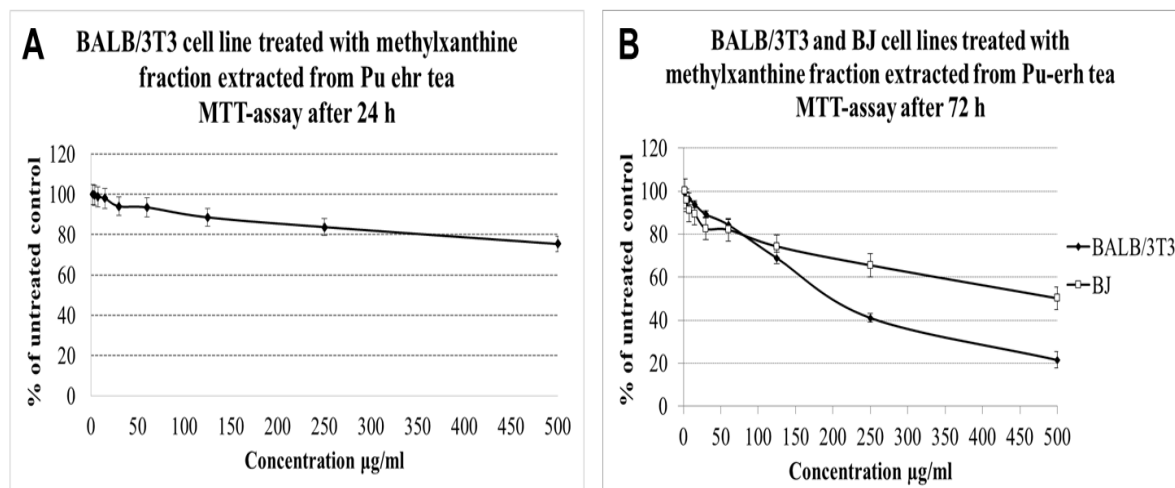 A
BALB/3T3 cell line treated with methylxanthine
fraction extracted from Pu ehr tea
MTT-assay after 24 h
% of untreated control
120
100
80
60
40
20
0
0 50 100 150 200 250 300 350 400 450 500
Concentration µg/ml
B
BALB/3T3 and BJ cell lines treated with
methylxanthine fraction extracted from Pu-erh tea
MTT-assay after 72 h
% of untreated control
120
100
80
60
40
20
0
0 50 100 150 200 250 300 350 400 450 500
Concentration µg/ml
BALB/3T3
BJ